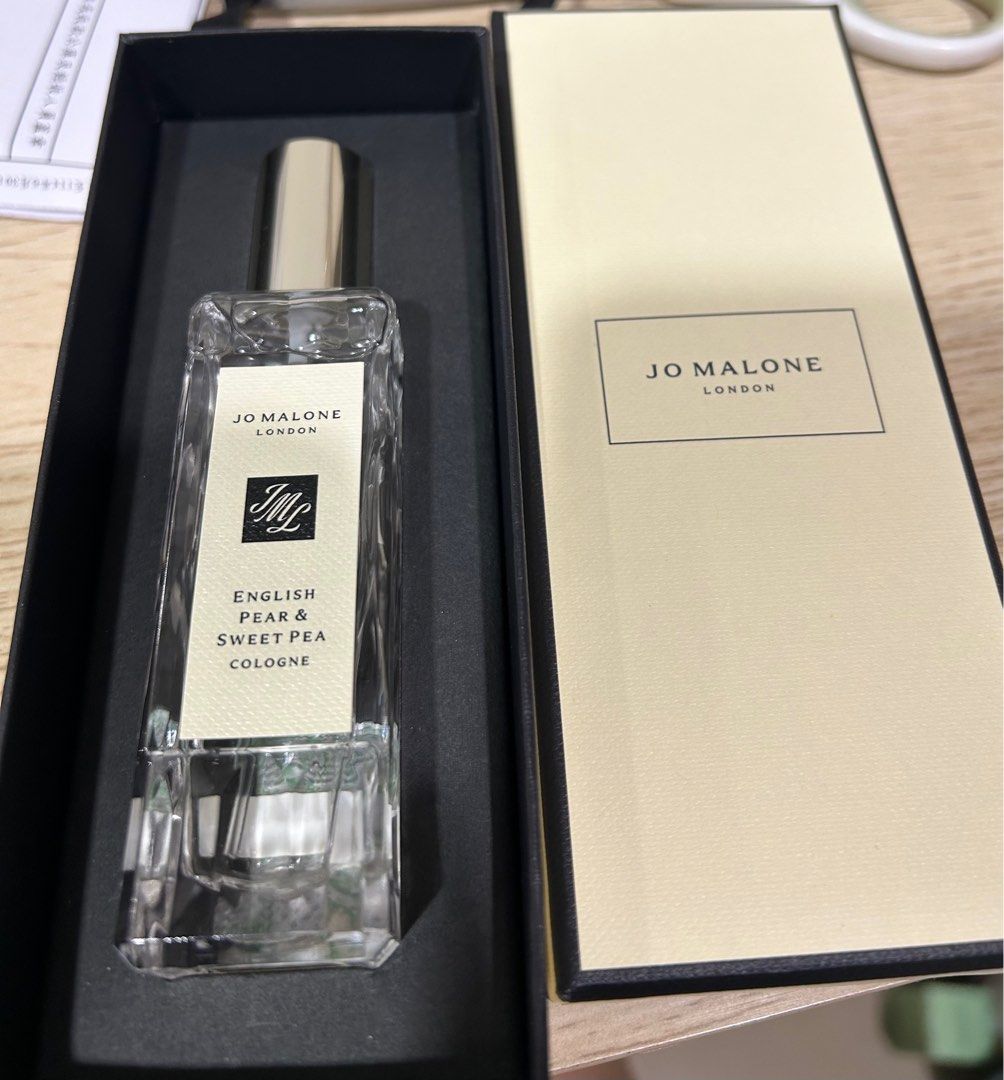 JO MALONE
LONDON
JML
ENGLISH
PEAR &
SWEET PEA
COLOGNE
JO MALONE
LONDON